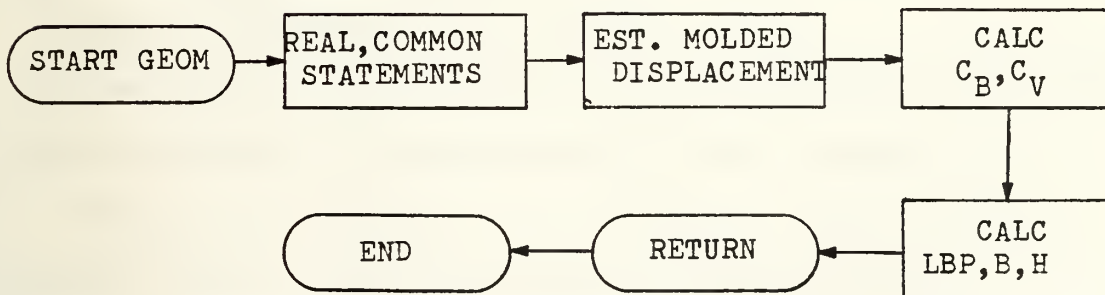 START GEOM
REAL,COMMON
STATEMENTS
EST. MOLDED
DISPLACEMENT
CALC
C_B,C_V
CALC
LBP,B,H
RETURN
END